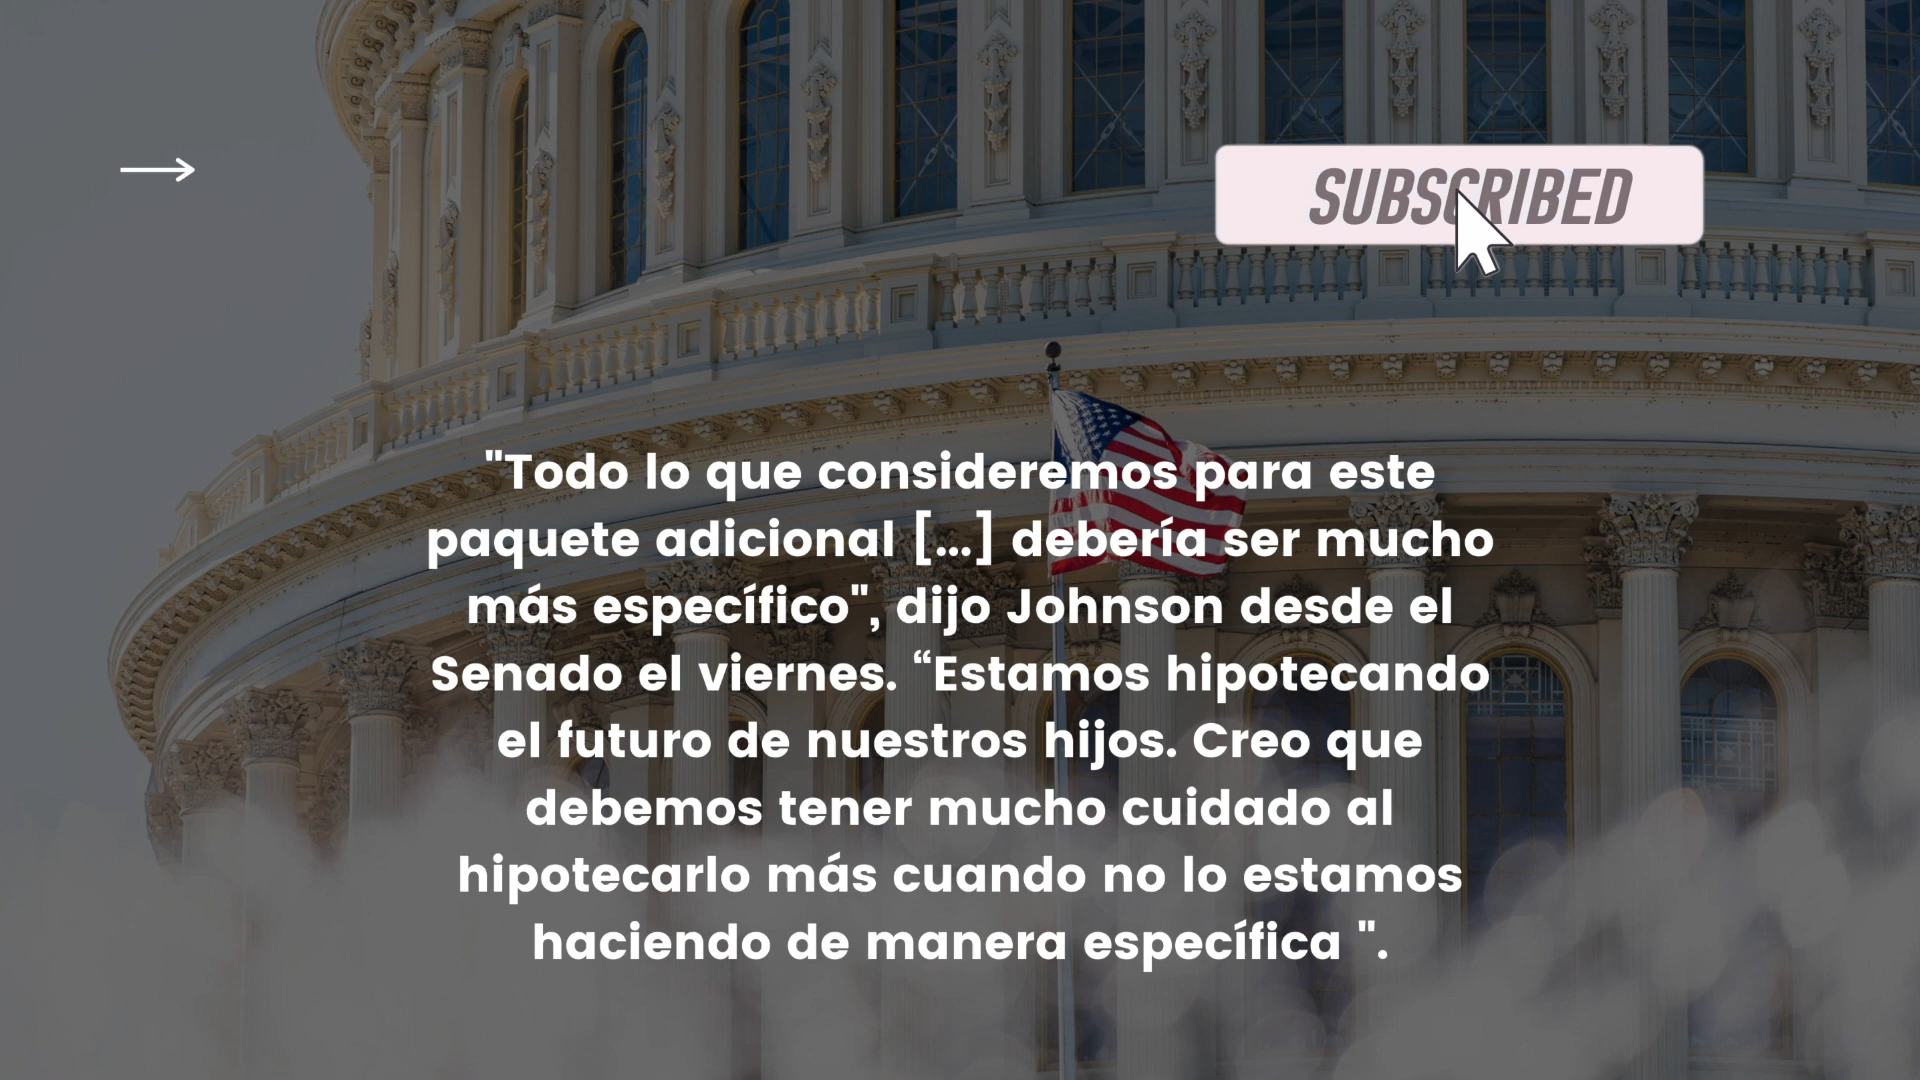 SUBSCRIBED
"Todo lo que consideremos para este
paquete adicional [...] debería ser mucho
más específico", dijo Johnson desde el
Senado el viernes. “Estamos hipotecando
el futuro de nuestros hijos. Creo que
debemos tener mucho cuidado al
hipotecarlo más cuando no lo estamos
haciendo de manera específica ".